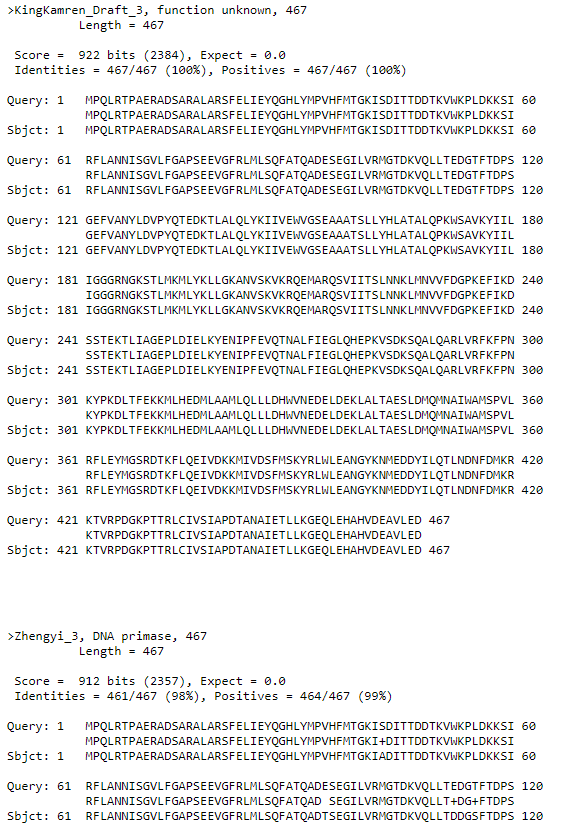 >KingKamren_Draft_3, function unknown, 467
Length = 467
Score = 922 bits (2384), Expect = 0.0
Identities = 467/467 (100%), Positives = 467/467 (100%)
Query: 1 MPQLRTPAERADSARALARSFELIEYQGHLYMPVHFMTGKISDITTDDTKVWKPLDKKSI 60
MPQLRTPAERADSARALARSFELIEYQGHLYMPVHFMTGKISDITTDDTKVWKPLDKKSI
Sbjct: 1 MPQLRTPAERADSARALARSFELIEYQGHLYMPVHFMTGKISDITTDDTKVWKPLDKKSI 60
Query: 61 RFLANNISGVLFGAPSEEVGFRLMLSQFATQADESEGILVRMGTDKVQLLTEDGTFTDPS 120
RFLANNISGVLFGAPSEEVGFRLMLSQFATQADESEGILVRMGTDKVQLLTEDGTFTDPS
Sbjct: 61 RFLANNISGVLFGAPSEEVGFRLMLSQFATQADESEGILVRMGTDKVQLLTEDGTFTDPS 120
Query: 121 GEFVANYLDVPYQTEDKTLALQLYKIIVEWVGSEAAATSLLYHLATALQPKWSAVKYIIL 180
GEFVANYLDVPYQTEDKTLALQLYKIIVEWVGSEAAATSLLYHLATALQPKWSAVKYIIL
Sbjct: 121 GEFVANYLDVPYQTEDKTLALQLYKIIVEWVGSEAAATSLLYHLATALQPKWSAVKYIIL 180
Query: 181 IGGGRNGKSTLMKMLYKLLGKANVSKVKRQEMARQSVIITSLNNKLMNVVFDGPKEFIKD 240
IGGGRNGKSTLMKMLYKLLGKANVSKVKRQEMARQSVIITSLNNKLMNVVFDGPKEFIKD
Sbjct: 181 IGGGRNGKSTLMKMLYKLLGKANVSKVKRQEMARQSVIITSLNNKLMNVVFDGPKEFIKD 240
Query: 241 SSTEKTLIAGEPLDIELKYENIPFEVQTNALFIEGLQHEPKVSDKSQALQARLVRFKFPN 300
SSTEKTLIAGEPLDIELKYENIPFEVQTNALFIEGLQHEPKVSDKSQALQARLVRFKFPN
Sbjct: 241 SSTEKTLIAGEPLDIELKYENIPFEVQTNALFIEGLQHEPKVSDKSQALQARLVRFKFPN 300
Query: 301 KYPKDLTFEKKMLHEDMLAAMLQLLLDHWVNEDELDEKLALTAESLDMQMNAIWAMSPVL 360
KYPKDLTFEKKMLHEDMLAAMLQLLLDHWVNEDELDEKLALTAESLDMQMNAIWAMSPVL
Sbjct: 301 KYPKDLTFEKKMLHEDMLAAMLQLLLDHWVNEDELDEKLALTAESLDMQMNAIWAMSPVL 360
Query: 361 RFLEYMGSRDTKFLQEIVDKKMIVDSFMSKYRLWLEANGYKNMEDDYILQTLNDNFDMKR 420
RFLEYMGSRDTKFLQEIVDKKMIVDSFMSKYRLWLEANGYKNMEDDYILQTLNDNFDMKR
Sbjct: 361 RFLEYMGSRDTKFLQEIVDKKMIVDSFMSKYRLWLEANGYKNMEDDYILQTLNDNFDMKR 420
Query: 421 KTVRPDGKPTTRLCIVSIAPDTANAIETLLKGEQLEHAHVDEAVLED 467
KTVRPDGKPTTRLCIVSIAPDTANAIETLLKGEQLEHAHVDEAVLED
Sbjct: 421 KTVRPDGKPTTRLCIVSIAPDTANAIETLLKGEQLEHAHVDEAVLED 467
>Zhengyi_3, DNA primase, 467
Length = 467
Score = 912 bits (2357), Expect = 0.0
Identities = 461/467 (98%), Positives = 464/467 (99%)
Query: 1 MPQLRTPAERADSARALARSFELIEYQGHLYMPVHFMTGKISDITTDDTKVWKPLDKKSI 60
MPQLRTPAERADSARALARSFELIEYQGHLYMPVHFMTGKI+DITTDDTKVWKPLDKKSI
Sbjct: 1 MPQLRTPAERADSARALARSFELIEYQGHLYMPVHFMTGKIADITTDDTKVWKPLDKKSI 60
Query: 61 RFLANNISGVLFGAPSEEVGFRLMLSQFATQADESEGILVRMGTDKVQLLTEDGTFTDPS 120
RFLANNISGVLFGAPSEEVGFRLMLSQFATQAD SEGILVRMGTDKVQLLT+DG+FTDPS
Sbjct: 61 RFLANNISGVLFGAPSEEVGFRLMLSQFATQADTSEGILVRMGTDKVQLLTDDGSFTDPS 120